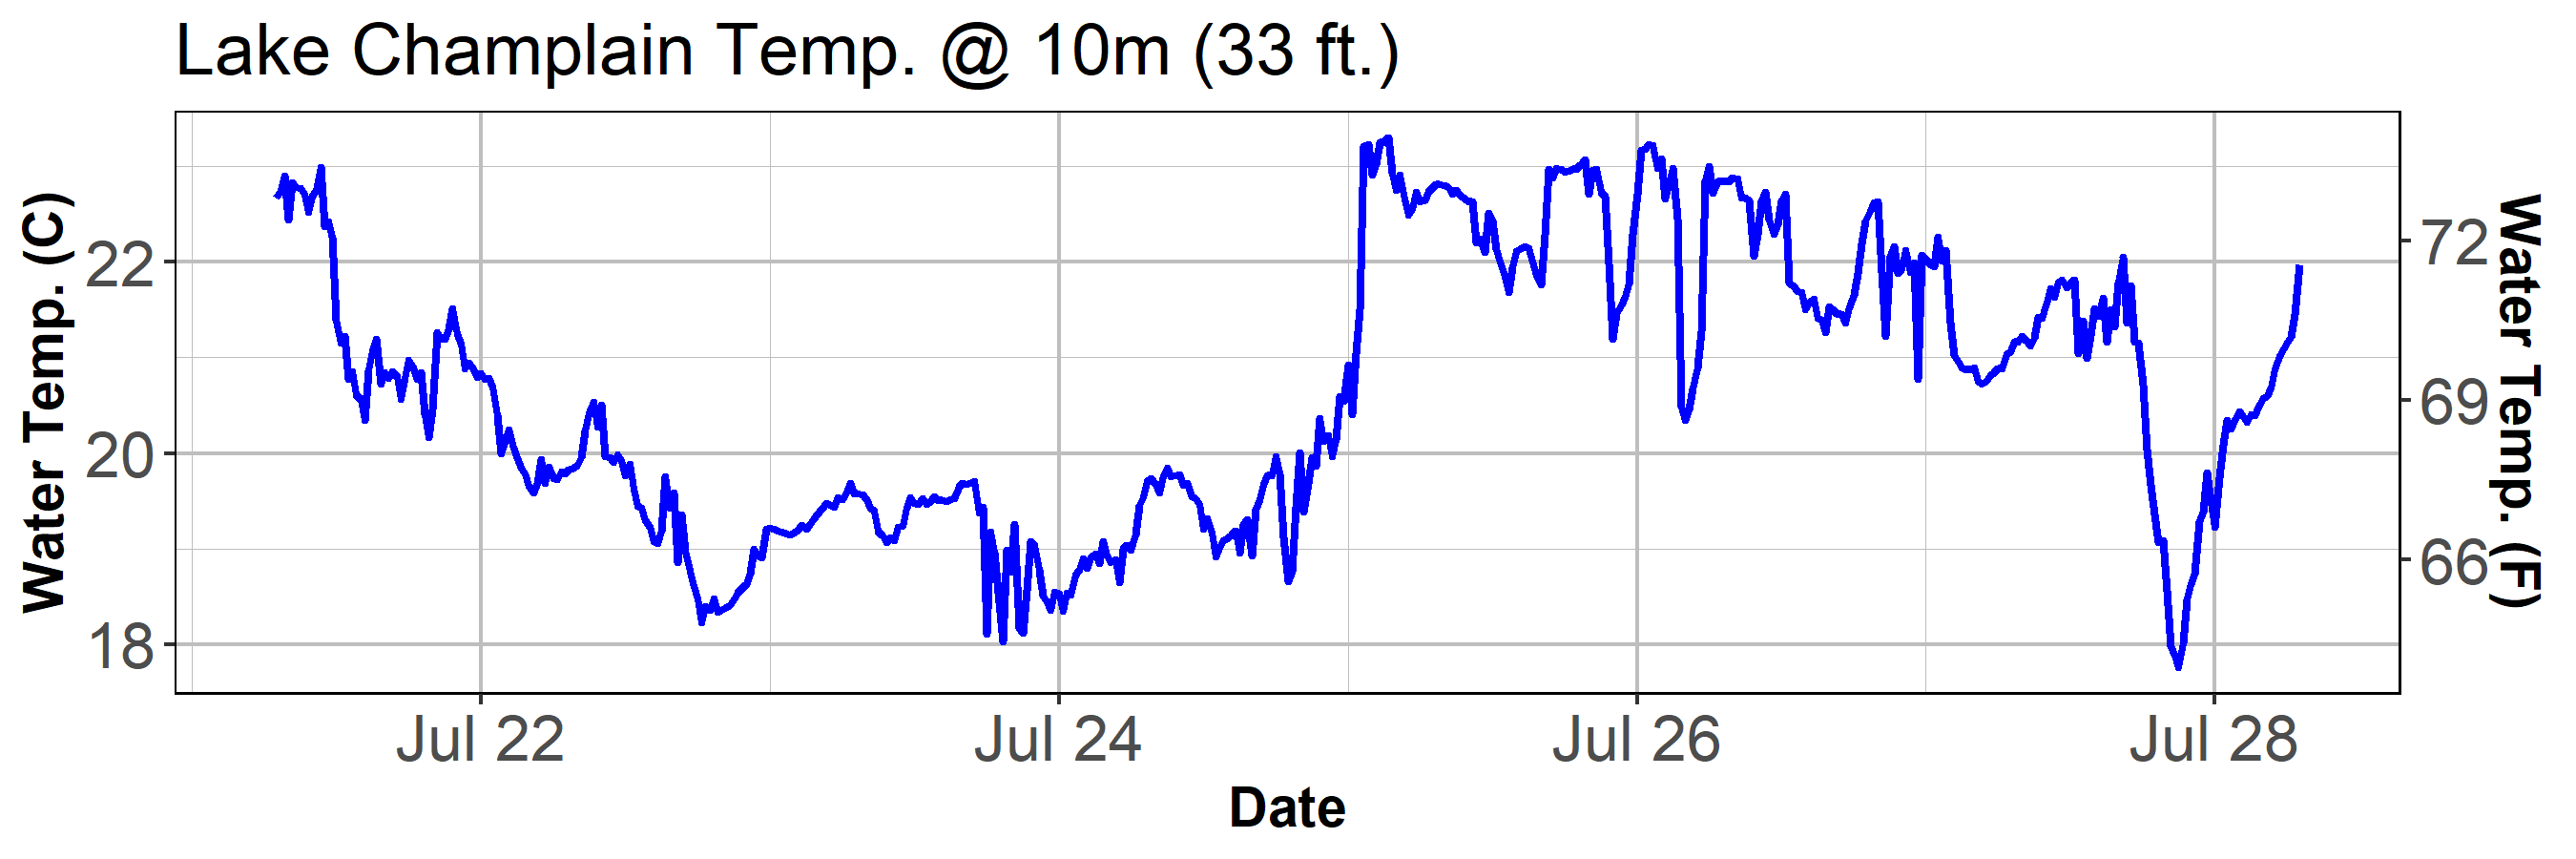 Lake Champlain Temp. @ 10m (33 ft.)
Water Temp. (C)
22
20
18
72
69
66
Water Temp. (F)
Jul 22
Jul 24
Jul 26
Jul 28
Date